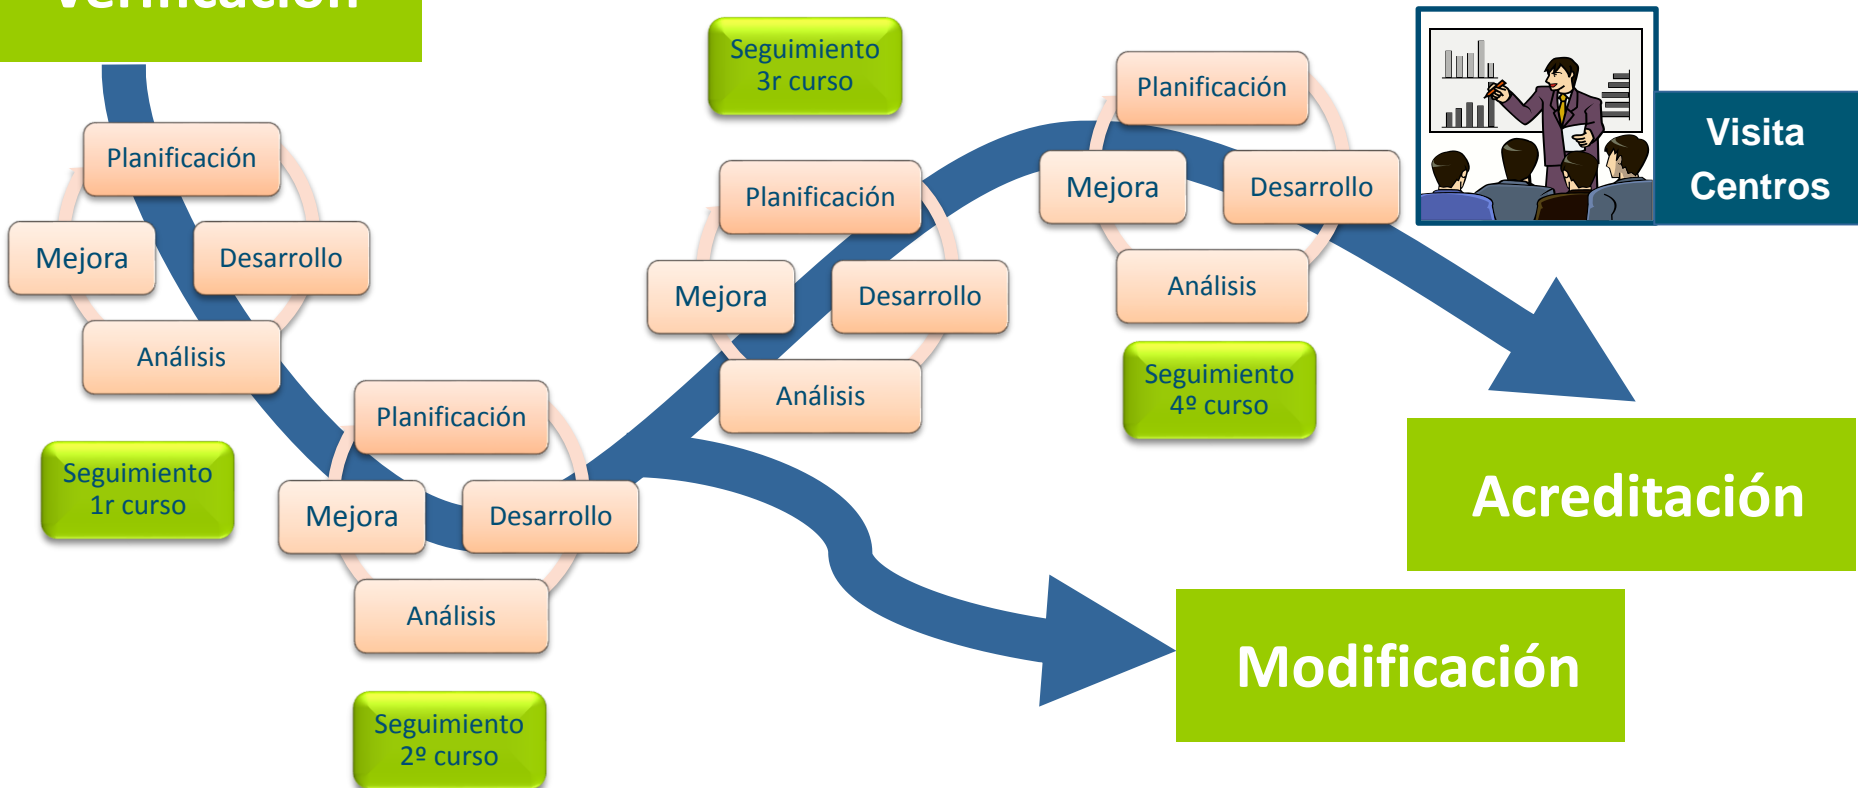 Verificación
Planificación
Mejora
Desarrollo
Análisis
Seguimiento
1r curso
Planificación
Mejora
Desarrollo
Análisis
Seguimiento
2º curso
Seguimiento
3r curso
Planificación
Mejora
Desarrollo
Análisis
Planificación
Mejora
Desarrollo
Análisis
Seguimiento
4º curso
Visita
Centros
Acreditación
Modificación